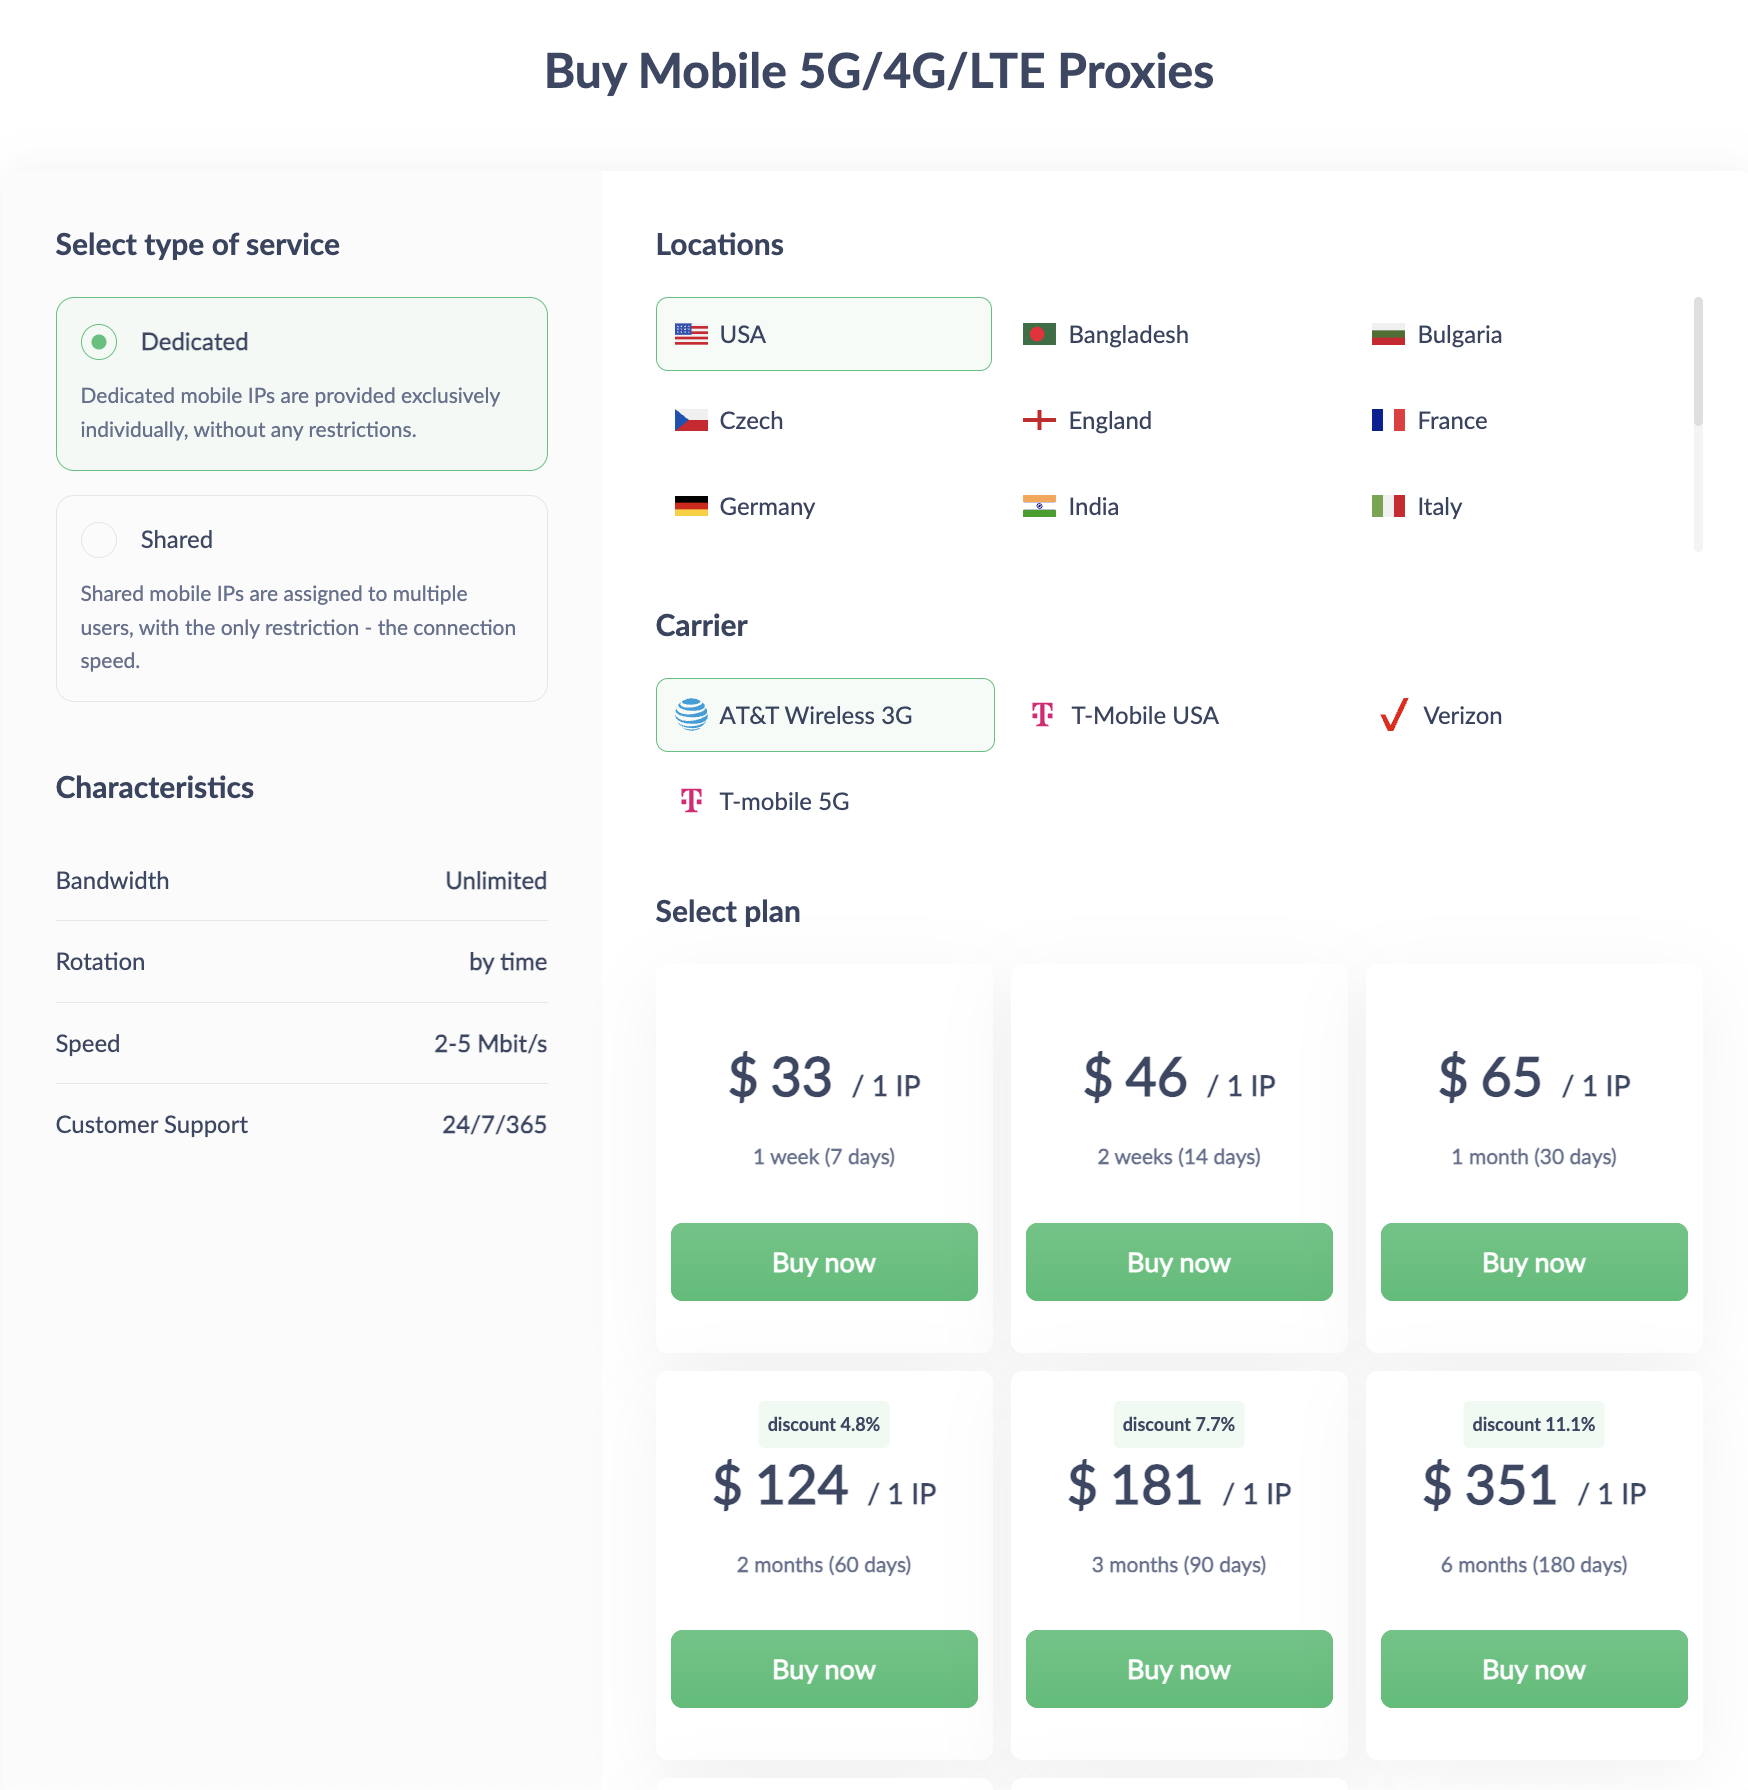 Buy Mobile 5G/4G/LTE Proxies
Select type of service
Dedicated
Dedicated mobile IPs are provided exclusively
individually, without any restrictions.
Shared
Shared mobile IPs are assigned to multiple
users, with the only restriction - the connection
speed.
Characteristics
Bandwidth Unlimited
Rotation by time
Speed 2-5 Mbit/s
Customer Support 24/7/365
Locations
USA Bangladesh Bulgaria
Czech England France
Germany India Italy
Carrier
AT&T Wireless 3G T-Mobile USA Verizon
T-mobile 5G
Select plan
$ 33 / 1 IP
1 week (7 days)
Buy now
$ 46 / 1 IP
2 weeks (14 days)
Buy now
$ 65 / 1 IP
1 month (30 days)
Buy now
discount 4.8%
$ 124 / 1 IP
2 months (60 days)
Buy now
discount 7.7%
$ 181 / 1 IP
3 months (90 days)
Buy now
discount 11.1%
$ 351 / 1 IP
6 months (180 days)
Buy now